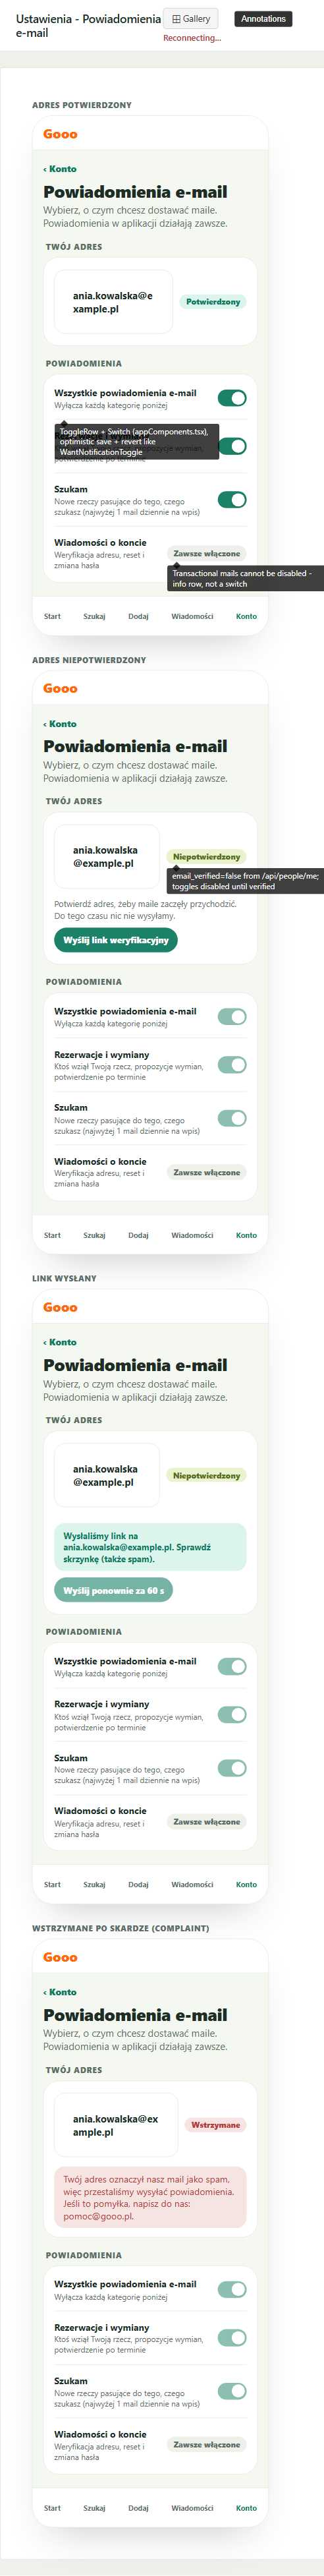 Ustawienia - Powiadomienia
e-mail
Gallery
Annotations
Reconnecting...
ADRES POTWIERDZONY
Gooo
‹ Konto
Powiadomienia e-mail
Wybierz, o czym chcesz dostawać maile.
Powiadomienia w aplikacji działają zawsze.
TWÓJ ADRES
ania.kowalska@e
xample.pl
Potwierdzony
POWIADOMIENIA
Wszystkie powiadomienia e-mail
Wyłącza każdą kategorię poniżej
ToggleRow + Switch (appComponents.tsx),
optimistic save + revert like
WantNotificationToggle
Szukam
Nowe rzeczy pasujące do tego, czego
szukasz (najwyżej 1 mail dziennie na wpis)
Wiadomości o koncie
Weryfikacja adresu, reset i
zmiana hasła
Zawsze włączone
Transactional mails cannot be disabled -
info row, not a switch
Start
Szukaj
Dodaj
Wiadomości
Konto
ADRES NIEPOTWIERDZONY
Gooo
‹ Konto
Powiadomienia e-mail
Wybierz, o czym chcesz dostawać maile.
Powiadomienia w aplikacji działają zawsze.
TWÓJ ADRES
ania.kowalska
@example.pl
Niepotwierdzony
email_verified=false from /api/people/me;
toggles disabled until verified
Potwierdź adres, żeby maile zaczęły przychodzić.
Do tego czasu nic nie wysyłamy.
Wyślij link weryfikacyjny
POWIADOMIENIA
Wszystkie powiadomienia e-mail
Wyłącza każdą kategorię poniżej
Rezerwacje i wymiany
Ktoś wziął Twoją rzecz, propozycje wymian,
potwierdzenie po terminie
Szukam
Nowe rzeczy pasujące do tego, czego
szukasz (najwyżej 1 mail dziennie na wpis)
Wiadomości o koncie
Weryfikacja adresu, reset i
zmiana hasła
Zawsze włączone
Start
Szukaj
Dodaj
Wiadomości
Konto
LINK WYSŁANY
Gooo
‹ Konto
Powiadomienia e-mail
Wybierz, o czym chcesz dostawać maile.
Powiadomienia w aplikacji działają zawsze.
TWÓJ ADRES
ania.kowalska
@example.pl
Niepotwierdzony
Wysłaliśmy link na
ania.kowalska@example.pl. Sprawdź
skrzynkę (także spam).
Wyślij ponownie za 60 s
POWIADOMIENIA
Wszystkie powiadomienia e-mail
Wyłącza każdą kategorię poniżej
Rezerwacje i wymiany
Ktoś wziął Twoją rzecz, propozycje wymian,
potwierdzenie po terminie
Szukam
Nowe rzeczy pasujące do tego, czego
szukasz (najwyżej 1 mail dziennie na wpis)
Wiadomości o koncie
Weryfikacja adresu, reset i
zmiana hasła
Zawsze włączone
Start
Szukaj
Dodaj
Wiadomości
Konto
WSTRZYMANE PO SKARDZE (COMPLAINT)
Gooo
‹ Konto
Powiadomienia e-mail
Wybierz, o czym chcesz dostawać maile.
Powiadomienia w aplikacji działają zawsze.
TWÓJ ADRES
ania.kowalska@ex
ample.pl
Wstrzymane
Twój adres oznaczył nasz mail jako spam,
więc przestaliśmy wysyłać powiadomienia.
Jeśli to pomyłka, napisz do nas:
pomoc@gooo.pl.
POWIADOMIENIA
Wszystkie powiadomienia e-mail
Wyłącza każdą kategorię poniżej
Rezerwacje i wymiany
Ktoś wziął Twoją rzecz, propozycje wymian,
potwierdzenie po terminie
Szukam
Nowe rzeczy pasujące do tego, czego
szukasz (najwyżej 1 mail dziennie na wpis)
Wiadomości o koncie
Weryfikacja adresu, reset i
zmiana hasła
Zawsze włączone
Start
Szukaj
Dodaj
Wiadomości
Konto